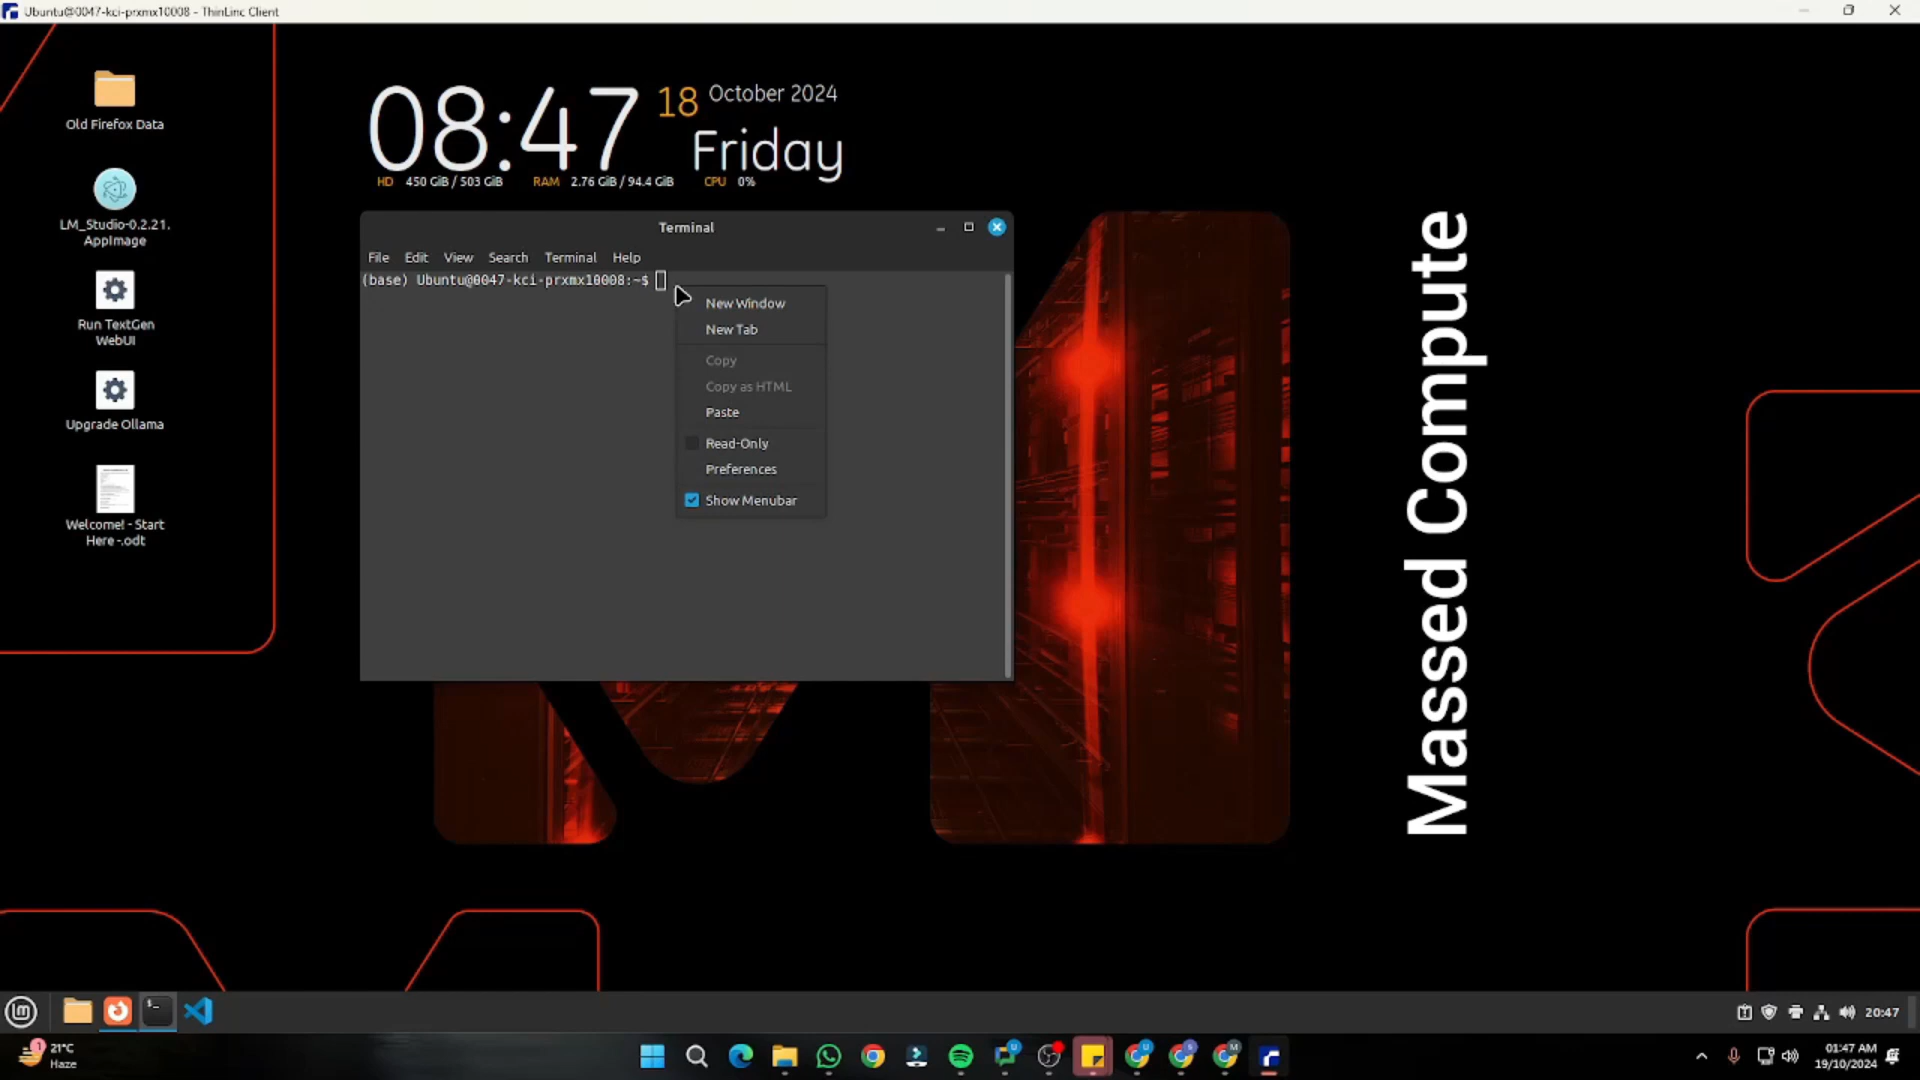 Ubuntu@0047-kci-prxmx10008 - ThinLinc Client
Old Firefox Data
LM_Studio-0.2.21.
AppImage
Run TextGen
WebUI
Upgrade Ollama
Welcome! - Start
Here -.odt
08:47
18 October 2024
Friday
HD 450 GiB / 503 GiB RAM 2.76 GiB / 94.4 GiB CPU 0%
Terminal
File Edit View Search Terminal Help
(base) Ubuntu@0047-kci-prxmx10008:~$
New Window
New Tab
Copy
Copy as HTML
Paste
Read-Only
Preferences
Show Menubar
Massed Compute
20:47
21°C
Haze
01:47 AM
19/10/2024